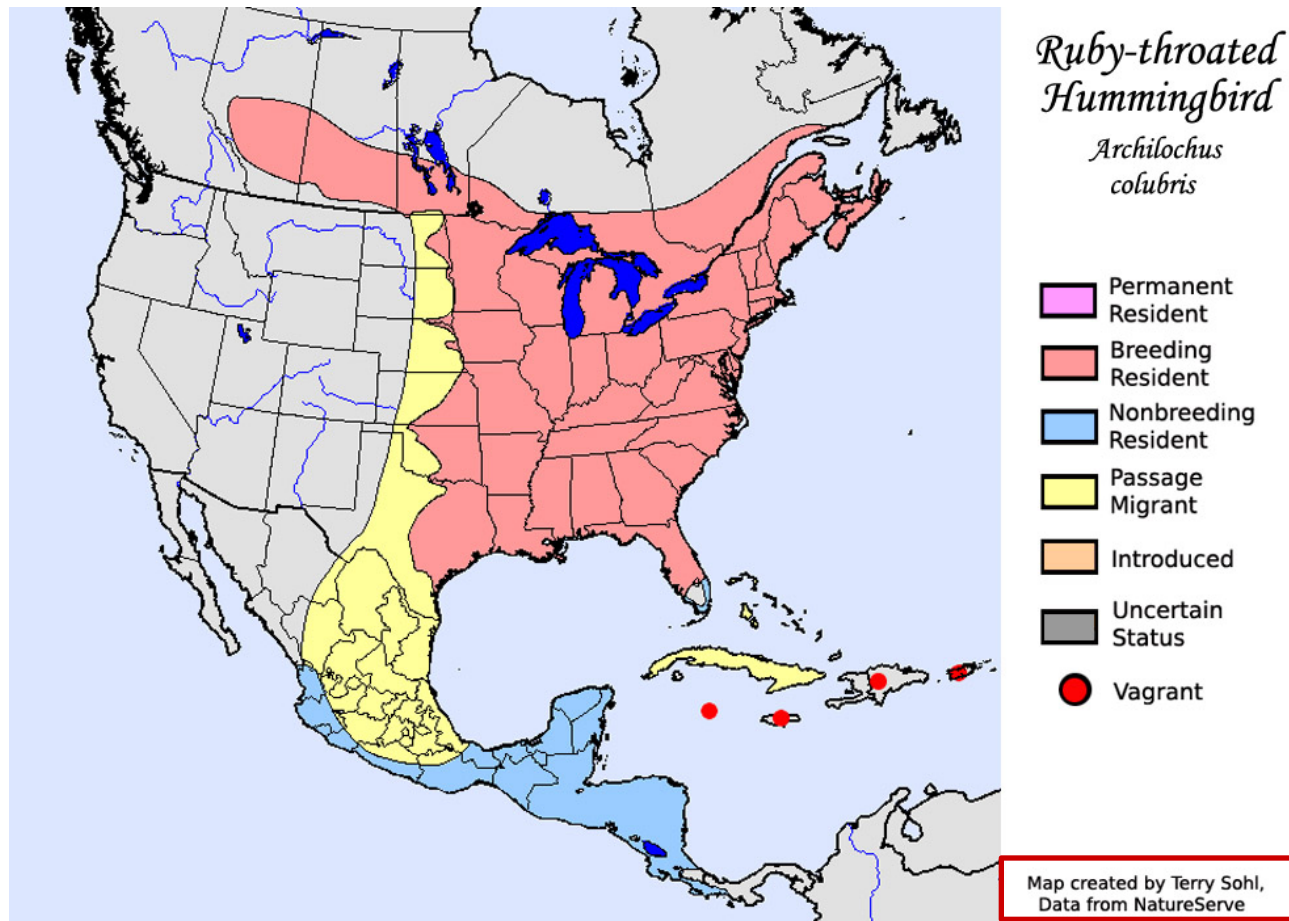 Ruby-throated
Hummingbird
Archilochus
colubris
Permanent
Resident
Breeding
Resident
Nonbreeding
Resident
Passage
Migrant
Introduced
Uncertain
Status
Vagrant
Map created by Terry Sohl,
Data from NatureServe